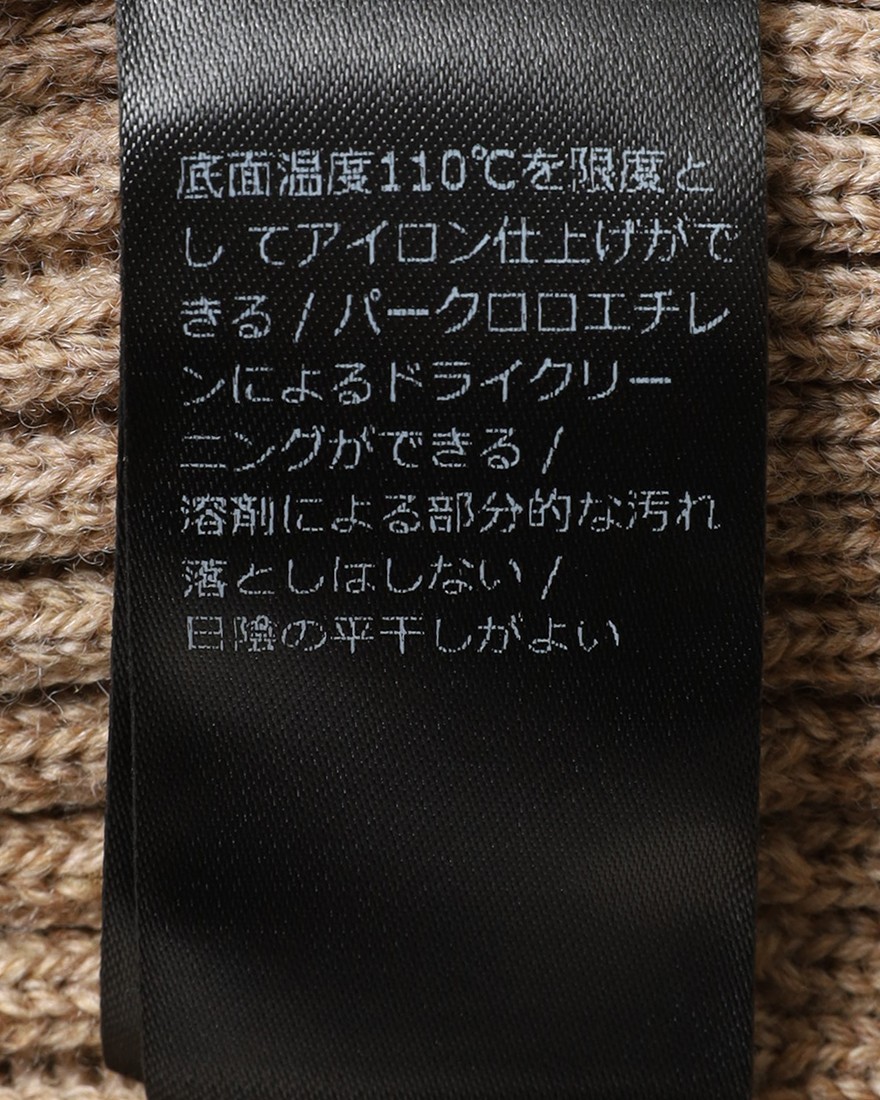 底面温度110℃を限度と
し てアイロン仕上げがで
きる / パークロロエチレ
ンによるドライクリー
ニングができる /
溶剤による部分的な汚れ
落としはしない /
日陰の平干しがよい